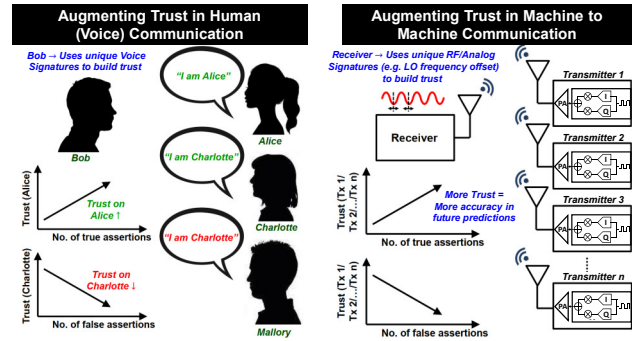 Augmenting Trust in Human
(Voice) Communication
Bob → Uses unique Voice
Signatures to build trust
Bob
"I am Alice"
Alice
"I am Charlotte"
Charlotte
"I am Charlotte"
Mallory
Trust (Alice)
Trust on
Alice ↑
No. of true assertions
Trust (Charlotte)
Trust on
Charlotte ↓
No. of false assertions
Augmenting Trust in Machine to
Machine Communication
Receiver → Uses unique RF/Analog
Signatures (e.g. LO frequency offset)
to build trust
Receiver
Trust (Tx 1/
Tx 2/…/Tx n)
More Trust =
More accuracy in
future predictions
No. of true assertions
Trust (Tx 1/
Tx 2/…/Tx n)
No. of false assertions
Transmitter 1
PA
I
Q
Transmitter 2
PA
I
Q
Transmitter 3
PA
I
Q
Transmitter n
PA
I
Q